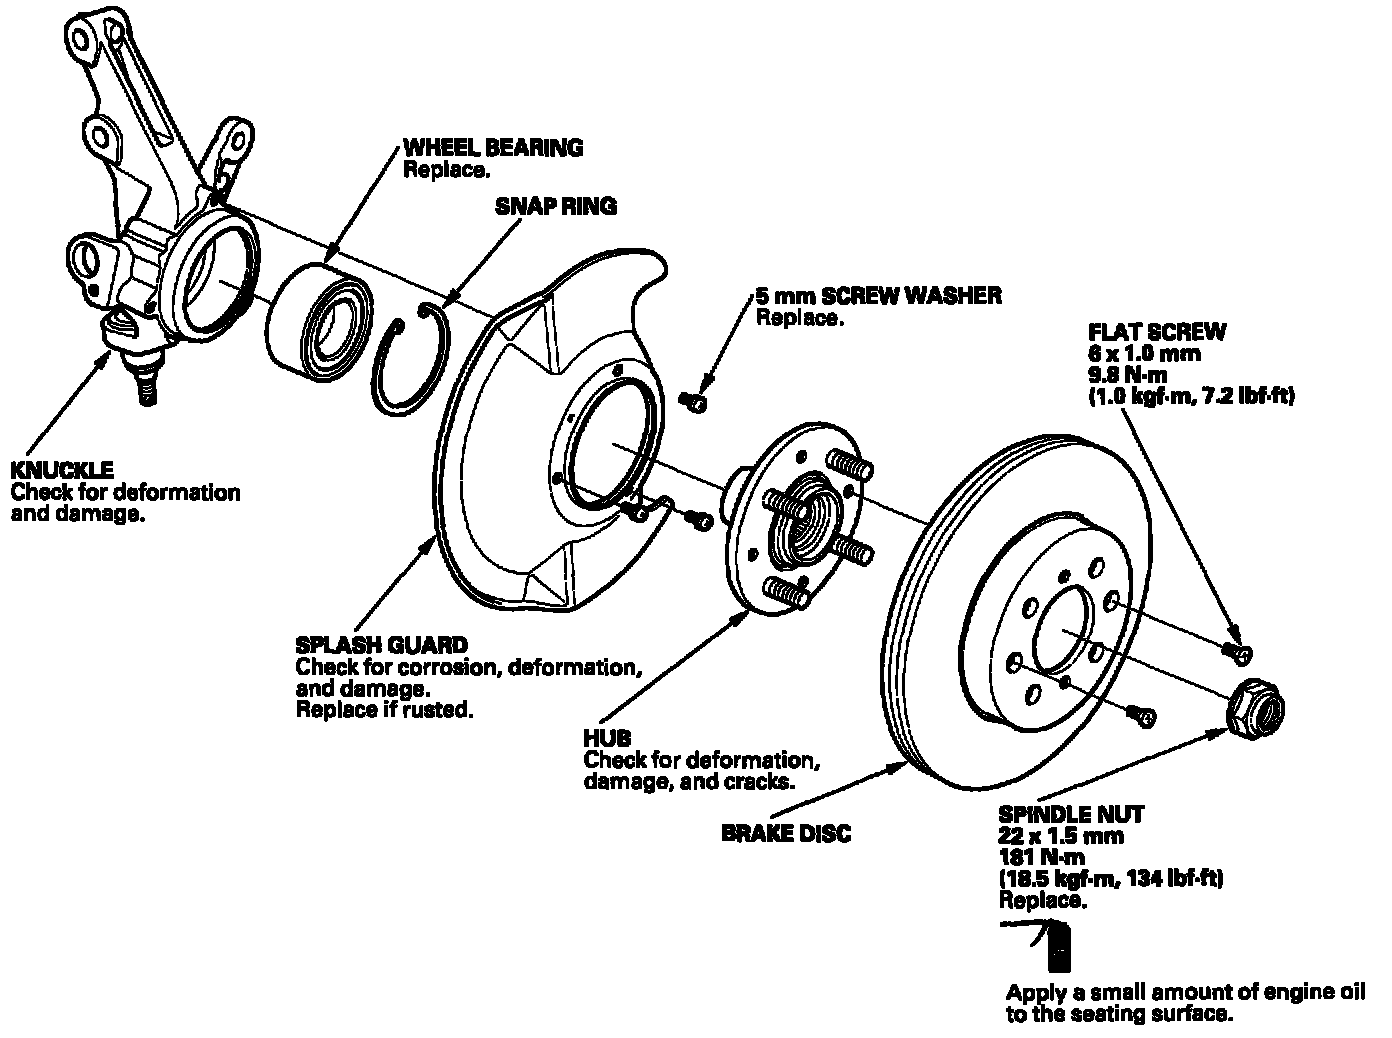 WHEEL BEARING
Replace.
SNAP RING
5 mm SCREW WASHER
Replace.
FLAT SCREW
6 x 1.0 mm
9.8 N·m
(1.0 kgf·m, 7.2 lbf·ft)
KNUCKLE
Check for deformation
and damage.
SPLASH GUARD
Check for corrosion, deformation,
and damage.
Replace if rusted.
HUB
Check for deformation,
damage, and cracks.
BRAKE DISC
SPINDLE NUT
22 x 1.5 mm
181 N·m
(18.5 kgf·m, 134 lbf·ft)
Replace.
Apply a small amount of engine oil
to the seating surface.